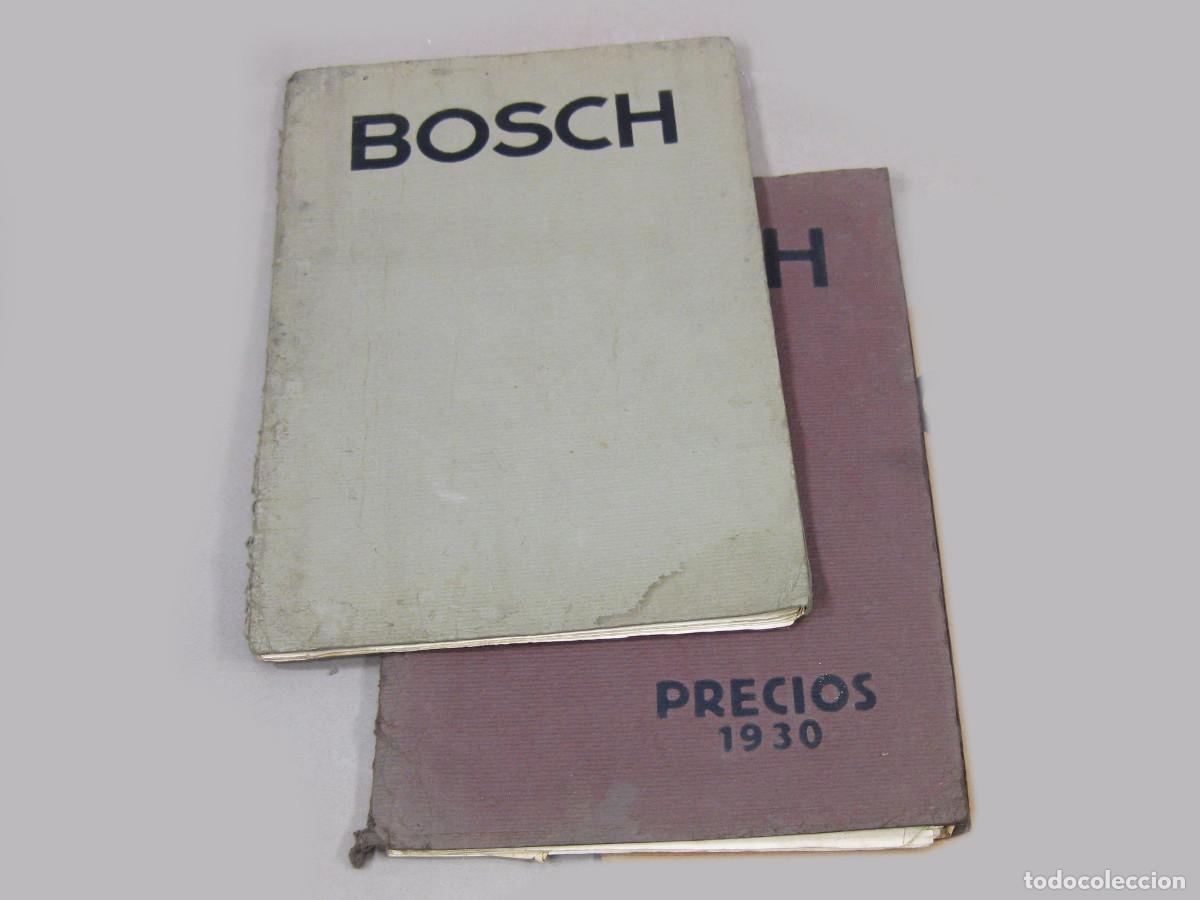 BOSCH
H
PRECIOS
1930
todocoleccion